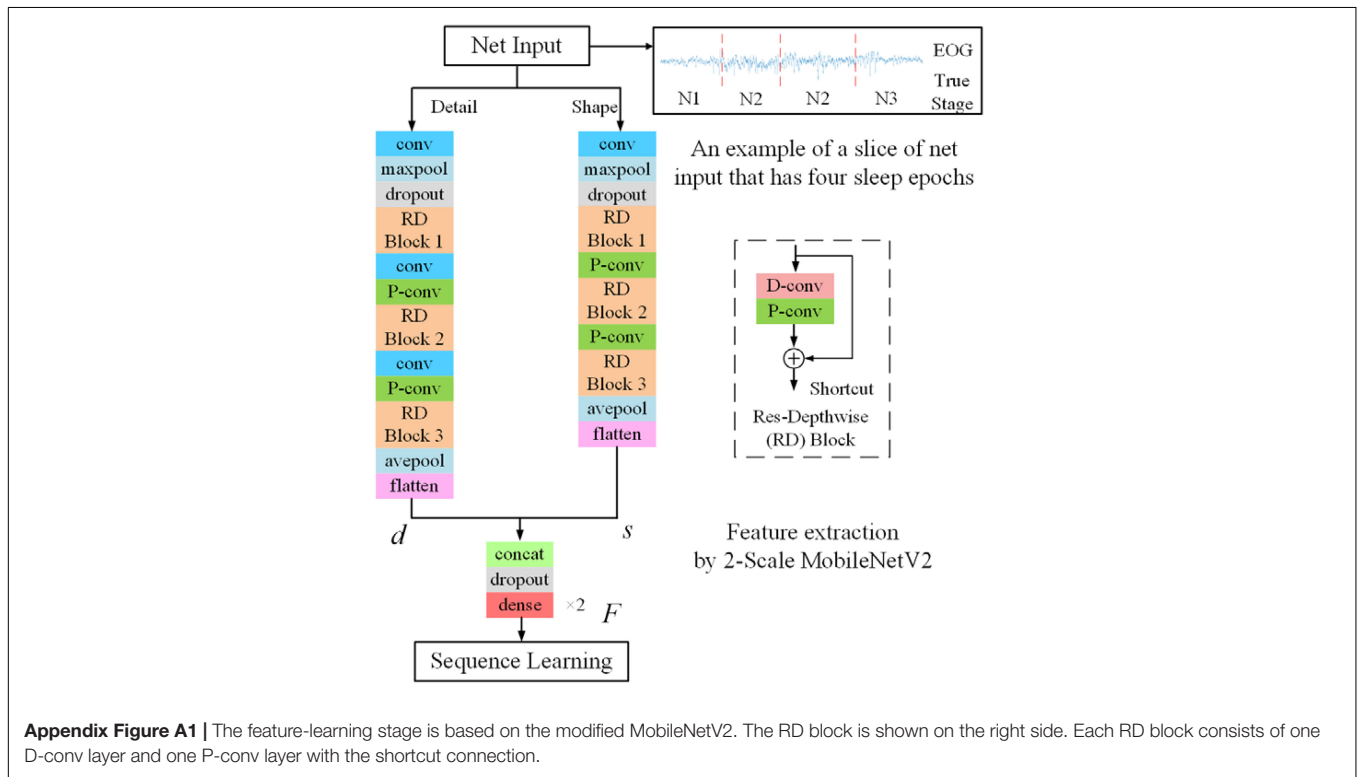 Net Input
EOG
True
Stage
N1 N2 N2 N3
Detail
Shape
An example of a slice of net
input that has four sleep epochs
conv
maxpool
dropout
RD
Block 1
conv
P-conv
RD
Block 2
conv
P-conv
RD
Block 3
avepool
flatten
d
conv
maxpool
dropout
RD
Block 1
P-conv
RD
Block 2
P-conv
RD
Block 3
avepool
flatten
s
D-conv
P-conv
+
Shortcut
Res-Depthwise
(RD) Block
Feature extraction
by 2-Scale MobileNetV2
concat
dropout
dense ×2 F
Sequence Learning
Appendix Figure A1 | The feature-learning stage is based on the modified MobileNetV2. The RD block is shown on the right side. Each RD block consists of one
D-conv layer and one P-conv layer with the shortcut connection.